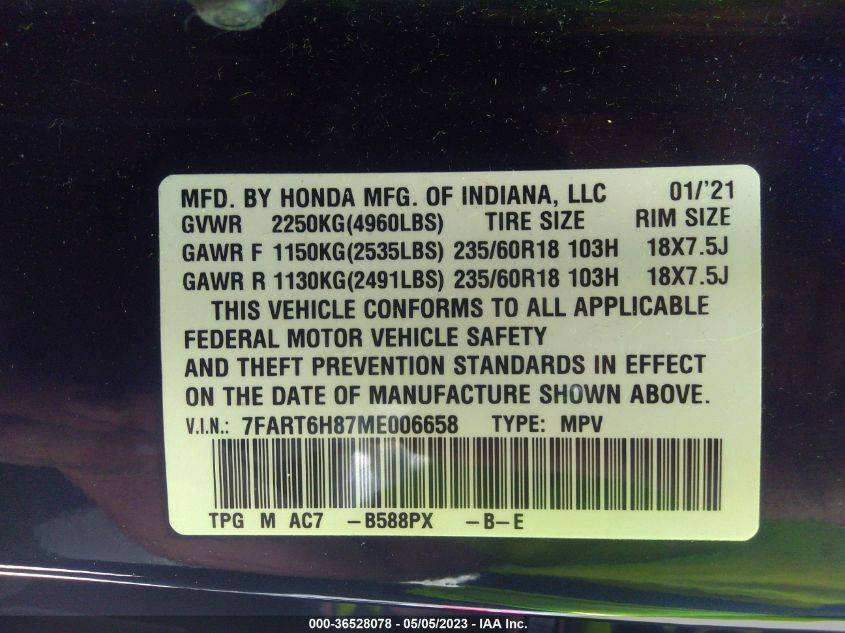 MFD. BY HONDA MFG. OF INDIANA, LLC 01/'21
GVWR 2250KG(4960LBS) TIRE SIZE RIM SIZE
GAWR F 1150KG(2535LBS) 235/60R18 103H 18X7.5J
GAWR R 1130KG(2491LBS) 235/60R18 103H 18X7.5J
THIS VEHICLE CONFORMS TO ALL APPLICABLE
FEDERAL MOTOR VEHICLE SAFETY
AND THEFT PREVENTION STANDARDS IN EFFECT
ON THE DATE OF MANUFACTURE SHOWN ABOVE.
V.I.N.: 7FART6H87ME006658 TYPE: MPV
TPG M AC7 -B588PX -B-E
000-36528078 - 05/05/2023 - IAA Inc.